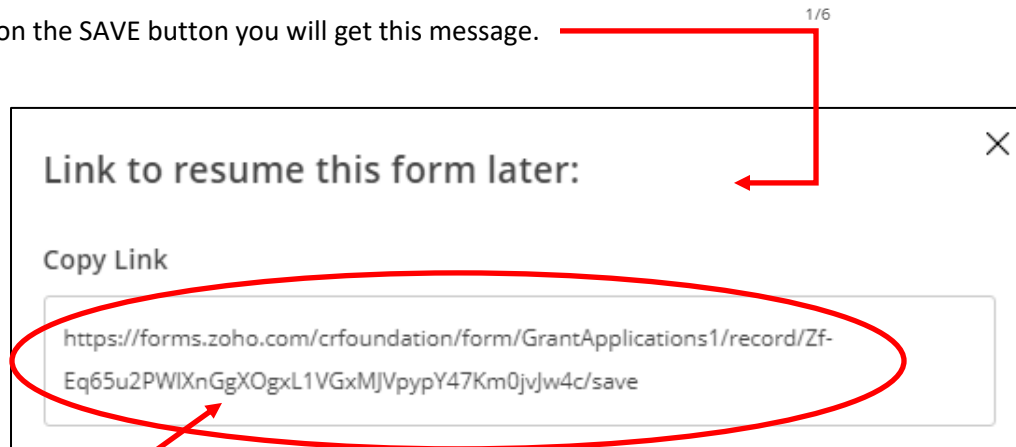 1/6
on the SAVE button you will get this message.
Link to resume this form later:
Copy Link
https://forms.zoho.com/crfoundation/form/GrantApplications1/record/Zf-
Eq65u2PWlXnGgXOgxL1VGxMJVpypY47Km0jvJw4c/save